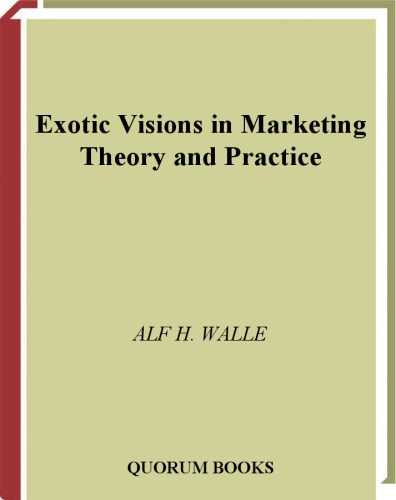 Exotic Visions in Marketing
Theory and Practice
ALF H. WALLE
QUORUM BOOKS